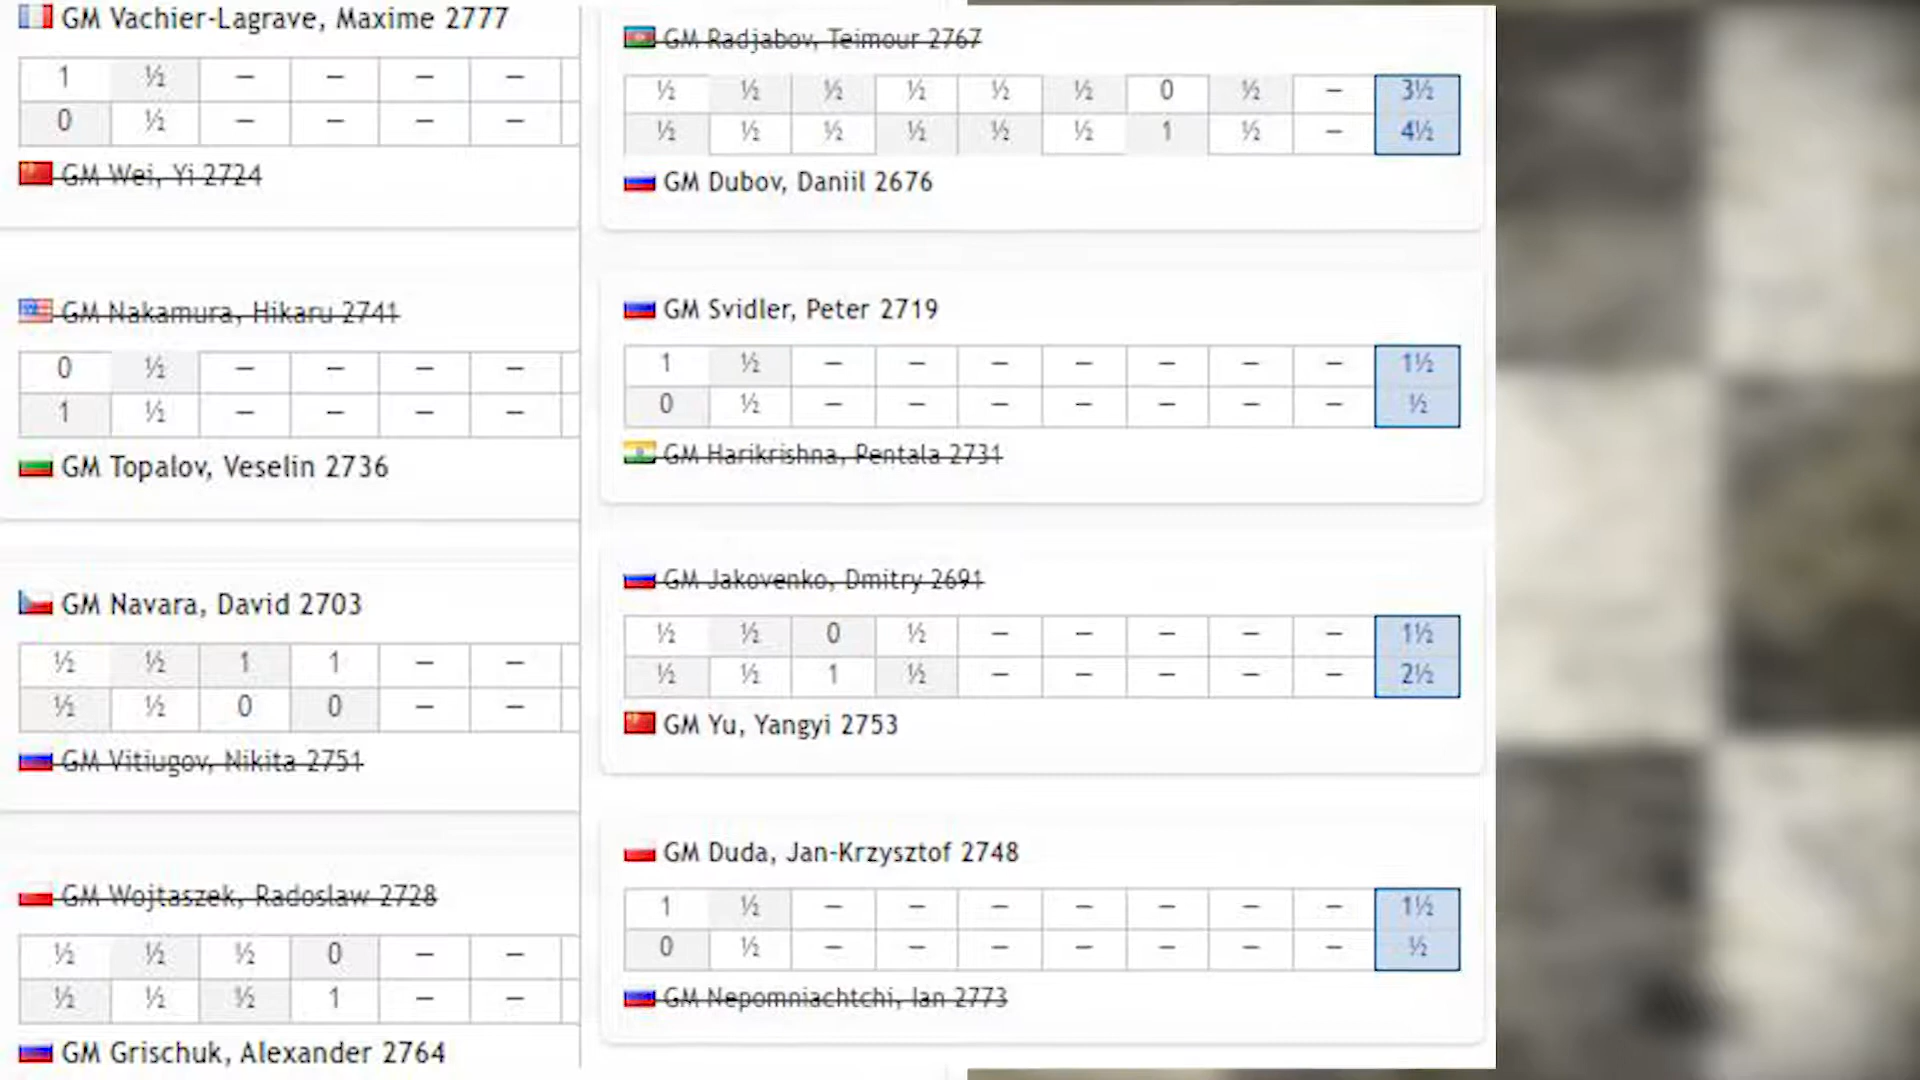 GM Vachier-Lagrave, Maxime 2777
1 ½ – – – –
0 ½ – – – –
GM Wei, Yi 2724
GM Nakamura, Hikaru 2741
0 ½ – – – –
1 ½ – – – –
GM Topalov, Veselin 2736
GM Navara, David 2703
½ ½ 1 1 – –
½ ½ 0 0 – –
GM Vitiugov, Nikita 2751
GM Wojtaszek, Radoslaw 2728
½ ½ ½ 0 – –
½ ½ ½ 1 – –
GM Grischuk, Alexander 2764
GM Radjabov, Teimour 2767
½ ½ ½ ½ ½ ½ 0 ½ – 3½
½ ½ ½ ½ ½ ½ 1 ½ – 4½
GM Dubov, Daniil 2676
GM Svidler, Peter 2719
1 ½ – – – – – – – 1½
0 ½ – – – – – – – ½
GM Harikrishna, Pentala 2731
GM Jakovenko, Dmitry 2691
½ ½ 0 ½ – – – – – 1½
½ ½ 1 ½ – – – – – 2½
GM Yu, Yangyi 2753
GM Duda, Jan-Krzysztof 2748
1 ½ – – – – – – – 1½
0 ½ – – – – – – – ½
GM Nepomniachtchi, Ian 2773